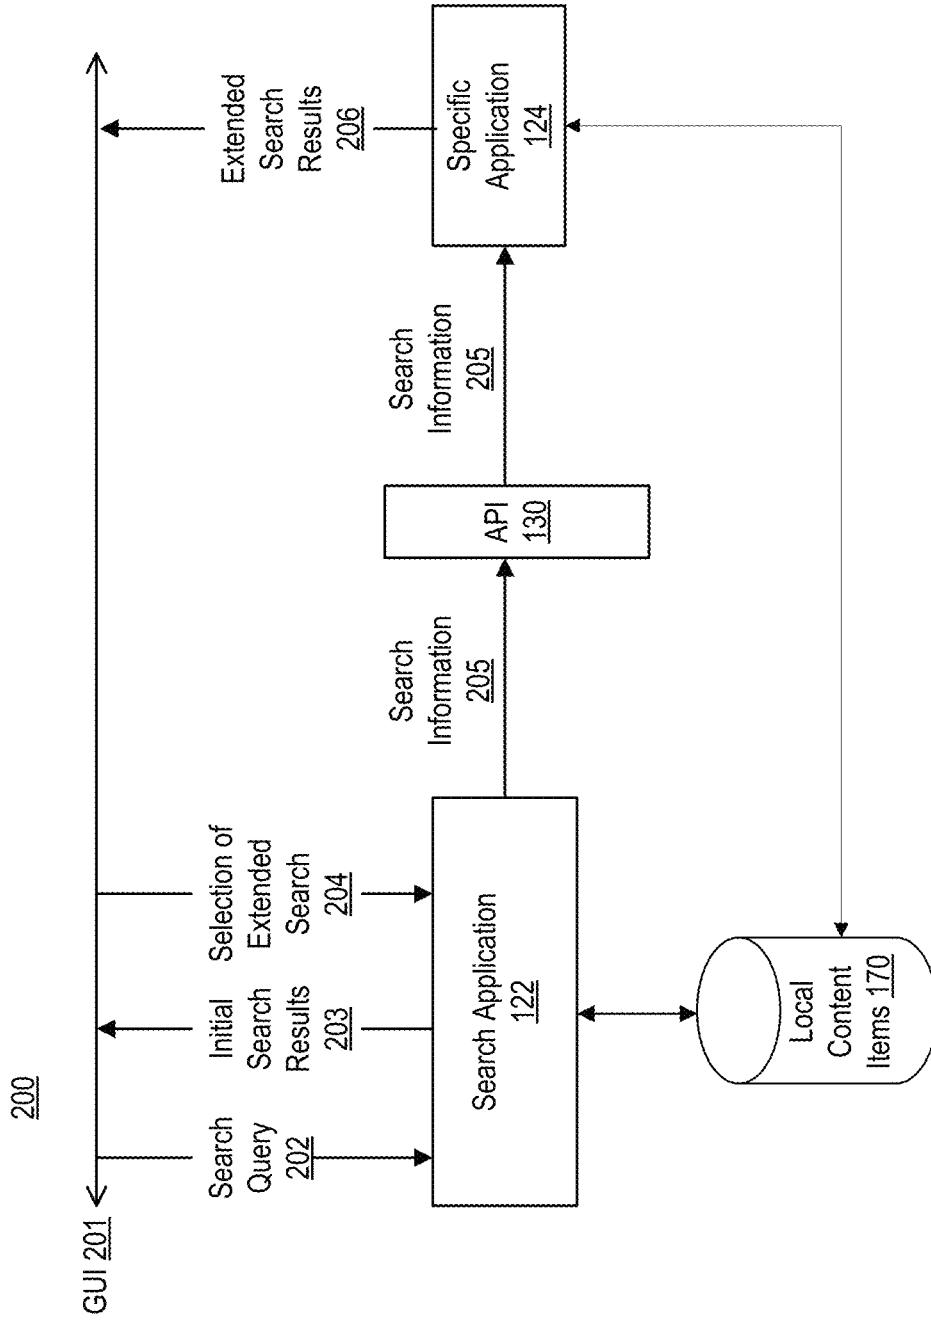 200
GUI 201
Search
Query
202
Initial
Search
Results
203
Selection of
Extended
Search
204
Extended
Search
Results
206
Search Application
122
Search
Information
205
API
130
Search
Information
205
Specific
Application
124
Local
Content
Items 170